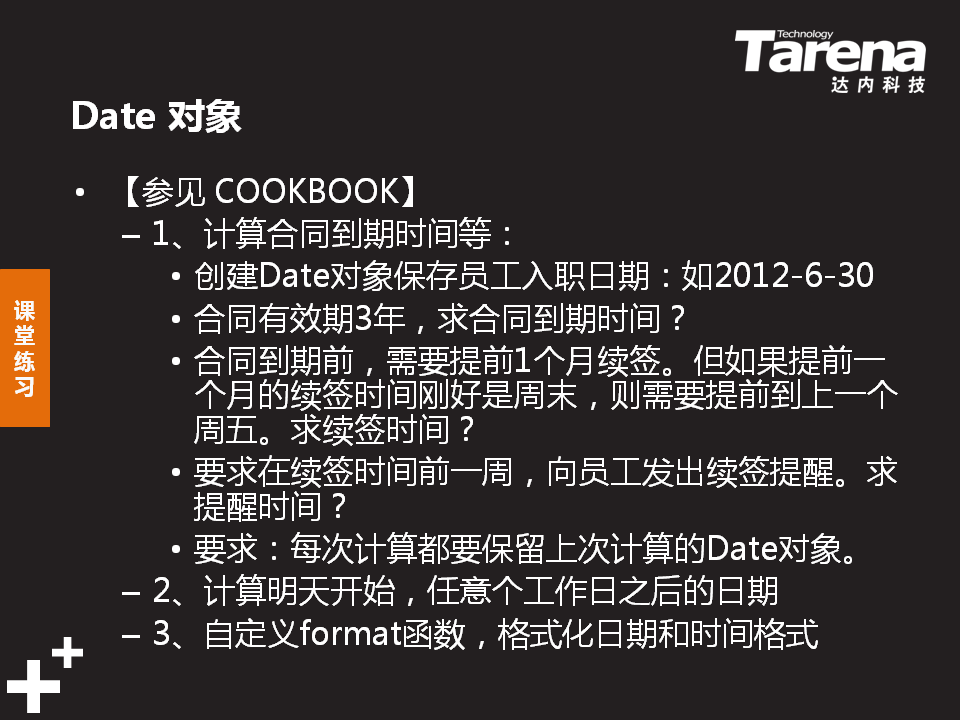 Technology
Tarena
达内科技
Date 对象
• 【参见 COOKBOOK】
– 1、计算合同到期时间等：
• 创建Date对象保存员工入职日期：如2012-6-30
• 合同有效期3年，求合同到期时间？
• 合同到期前，需要提前1个月续签。但如果提前一
个月的续签时间刚好是周末，则需要提前到上一个
周五。求续签时间？
• 要求在续签时间前一周，向员工发出续签提醒。求
提醒时间？
• 要求：每次计算都要保留上次计算的Date对象。
– 2、计算明天开始，任意个工作日之后的日期
– 3、自定义format函数，格式化日期和时间格式
课
堂
练
习